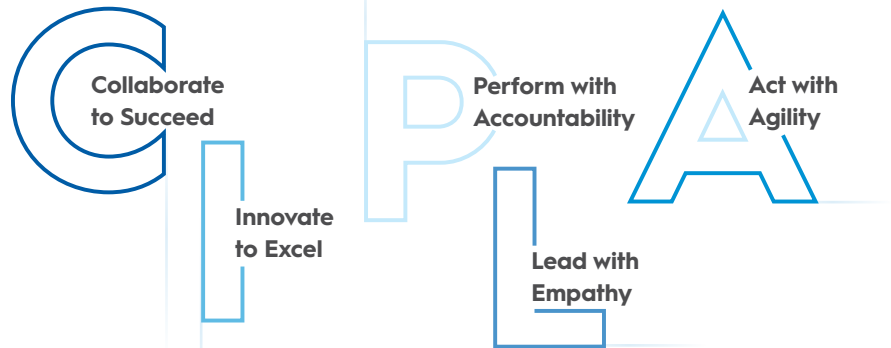 C
Collaborate
to Succeed
I
Innovate
to Excel
P
Perform with
Accountability
L
Lead with
Empathy
A
Act with
Agility